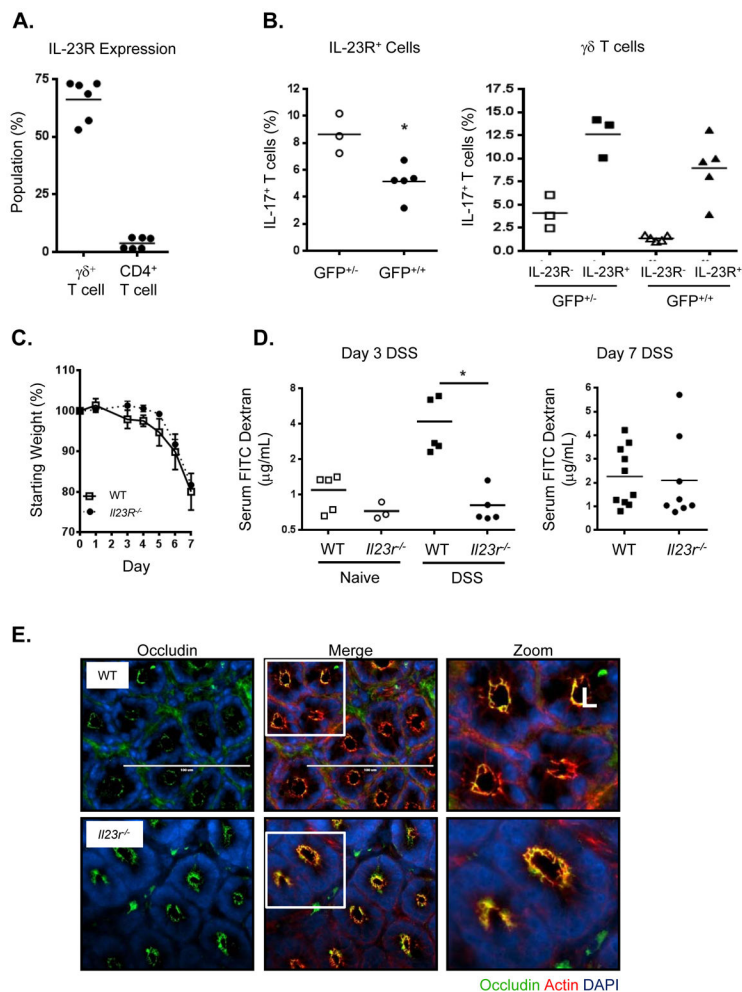 A.
IL-23R Expression
Population (%)
75
50
25
0
γδ⁺ T cell
CD4⁺ T cell
B.
IL-23R⁺ Cells
IL-17⁺ T cells (%)
12
10
8
6
4
2
0
*
GFP⁺/⁻
GFP⁺/⁺
γδ T cells
IL-17⁺ T cells (%)
17.5
15.0
12.5
10.0
7.5
5.0
2.5
0.0
IL-23R⁻ IL-23R⁺ IL-23R⁻ IL-23R⁺
GFP⁺/⁻ GFP⁺/⁺
C.
Starting Weight (%)
110
100
90
80
70
WT
Il23R⁻/⁻
0 1 2 3 4 5 6 7
Day
D.
Day 3 DSS
Serum FITC Dextran (μg/mL)
8
4
2
1
0.5
*
WT Il23r⁻/⁻ WT Il23r⁻/⁻
Naive DSS
Day 7 DSS
Serum FITC Dextran (μg/mL)
6
5
4
3
2
1
0
WT Il23r⁻/⁻
E.
Occludin Merge Zoom
WT
L
Il23r⁻/⁻
Occludin Actin DAPI